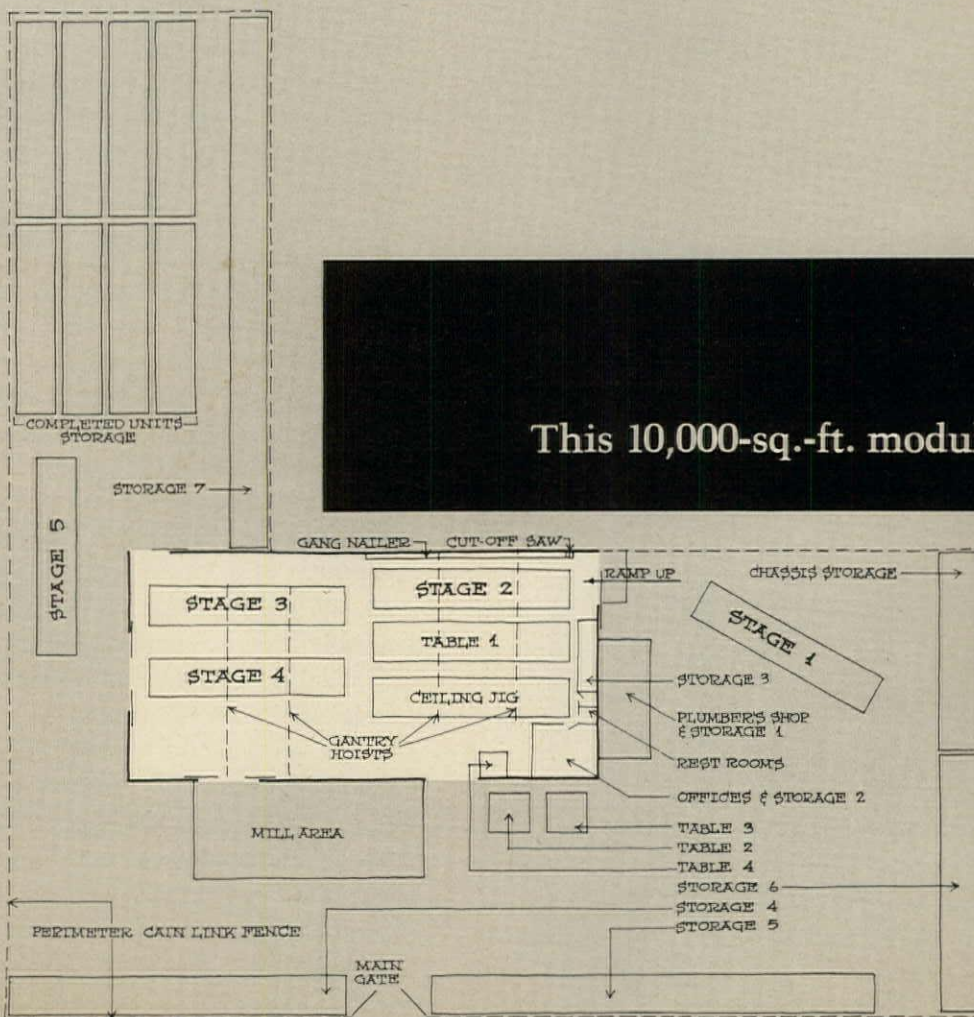 This 10,000-sq.-ft. modu
COMPLETED UNITS
STORAGE
STORAGE 7
STAGE 5
GANG NAILER
CUT-OFF SAW
RAMP UP
CHASSIS STORAGE
STAGE 3
STAGE 2
STAGE 1
TABLE 1
STAGE 4
CEILING JIG
STORAGE 3
PLUMBER'S SHOP
& STORAGE 1
GANTRY
HOISTS
REST ROOMS
OFFICES & STORAGE 2
MILL AREA
TABLE 3
TABLE 2
TABLE 4
STORAGE 6
STORAGE 4
STORAGE 5
PERIMETER CAIN LINK FENCE
MAIN
GATE